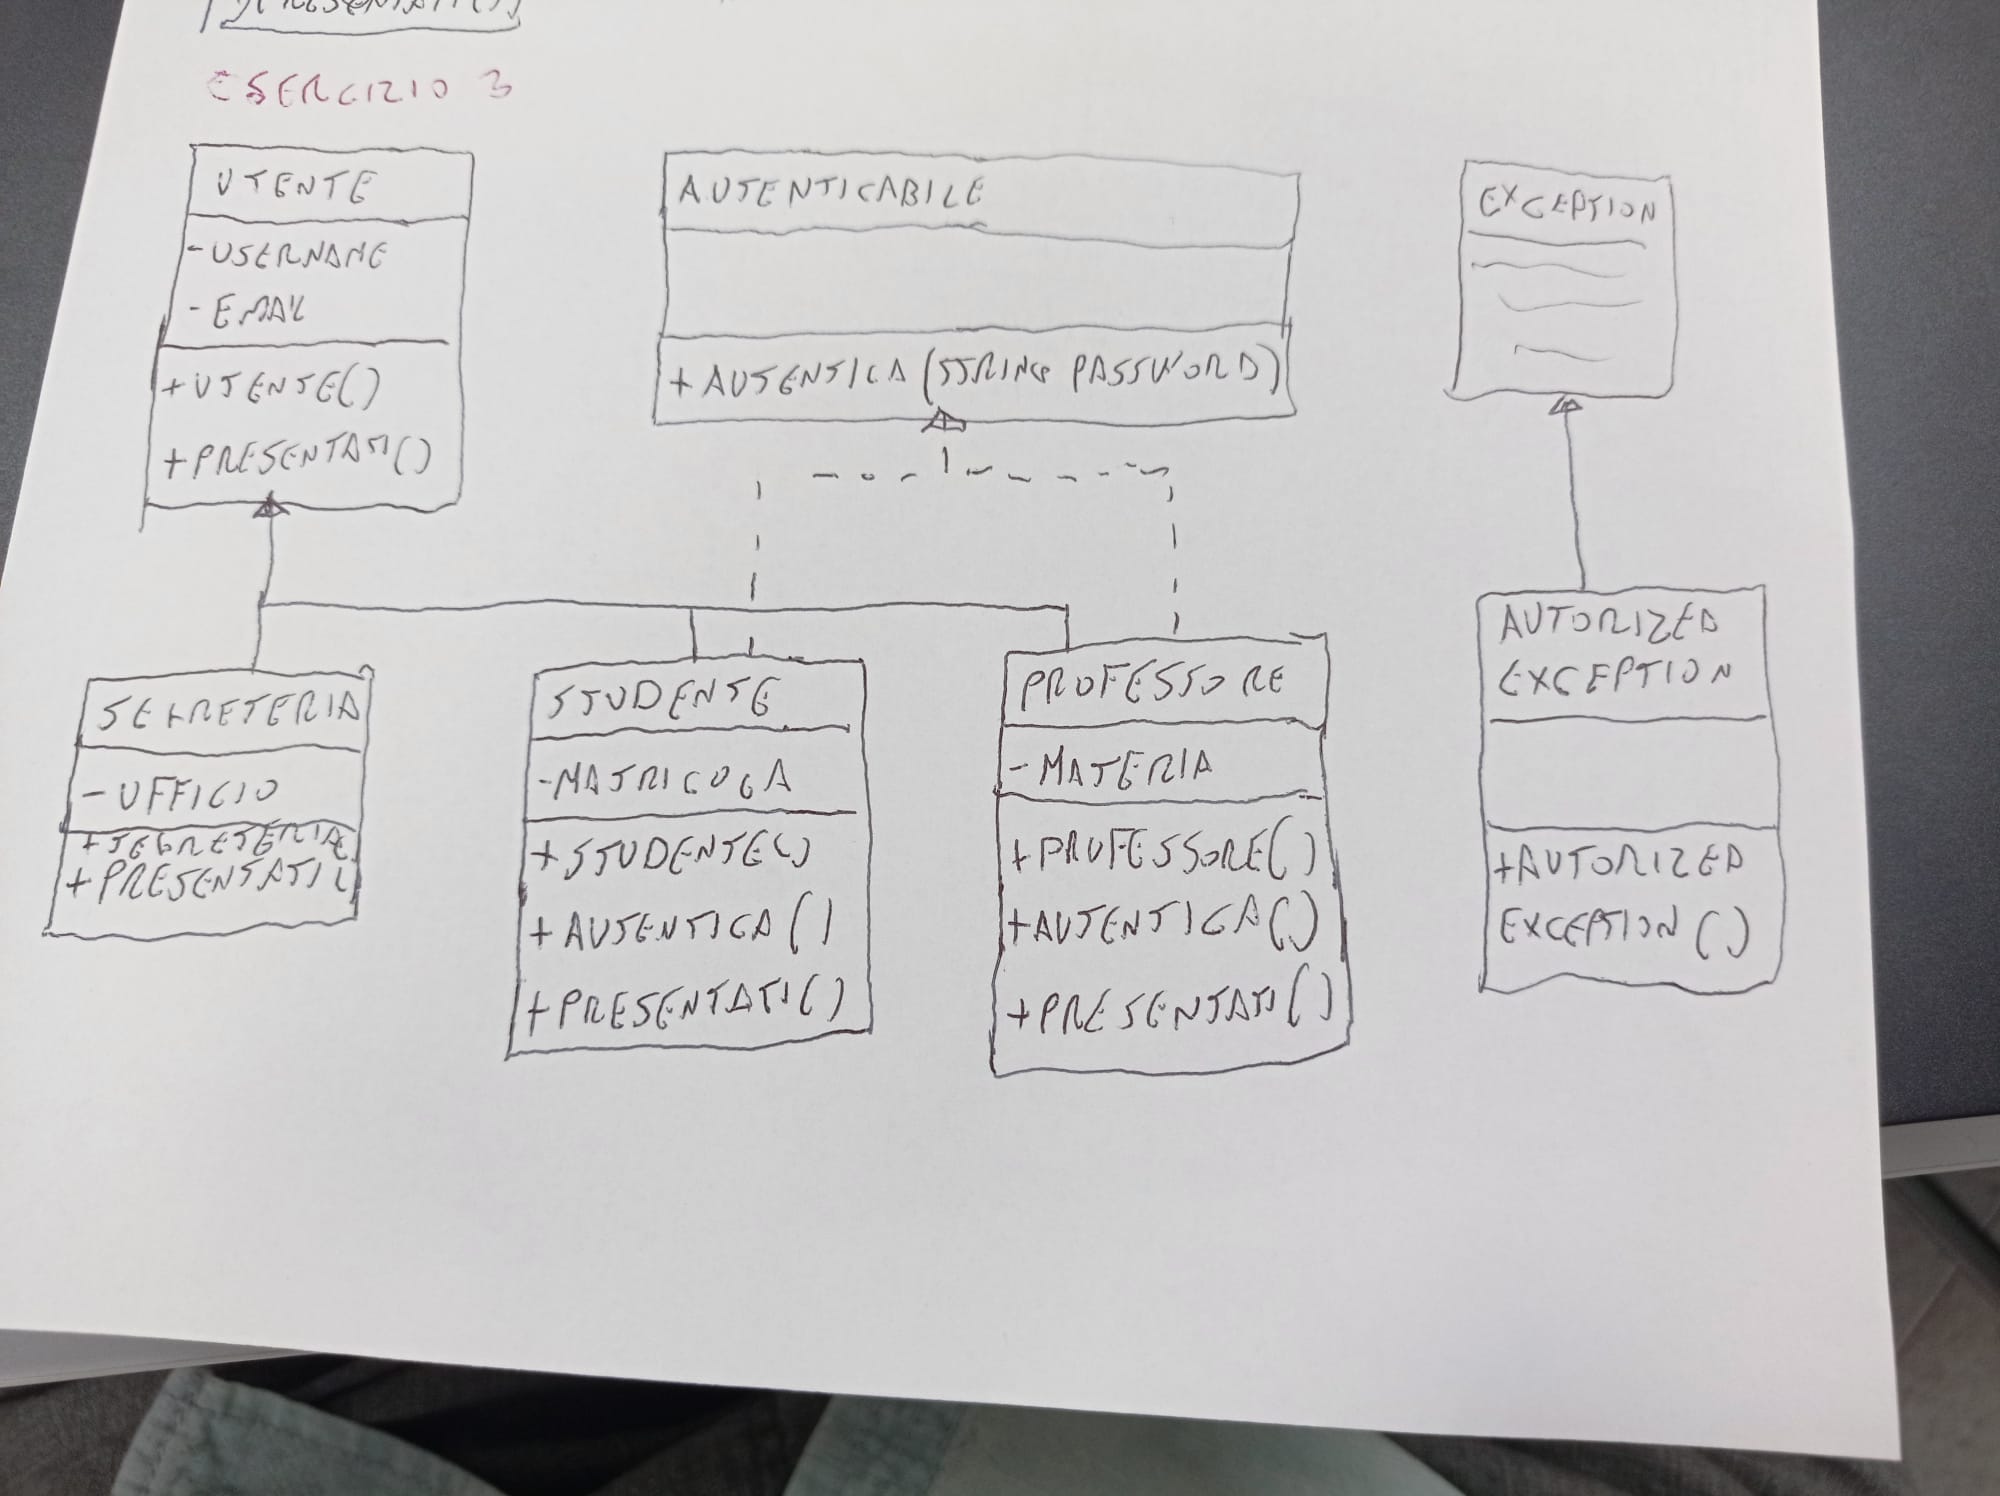 PRESENTATI()
ESERCIZIO 3
UTENTE
- USERNAME
- EMAIL
+ UTENTE()
+ PRESENTATI()
AUTENTICABILE
+ AUTENTICA (STRING PASSWORD)
EXCEPTION
SEGRETERIA
- UFFICIO
+ SEGRETERIA(
+ PRESENTATI(
STUDENTE
- MATRICOLA
+ STUDENTE()
+ AUTENTICA()
+ PRESENTATI()
PROFESSORE
- MATERIA
+ PROFESSORE()
+ AUTENTICA()
+ PRESENTATI()
AUTORIZED
EXCEPTION
+ AUTORIZED
EXCEPTION()